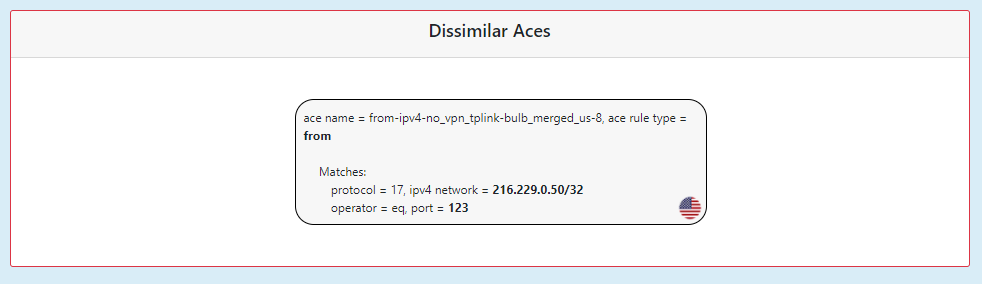 Dissimilar Aces
ace name = from-ipv4-no_vpn_tplink-bulb_merged_us-8, ace rule type =
from
Matches:
protocol = 17, ipv4 network = 216.229.0.50/32
operator = eq, port = 123